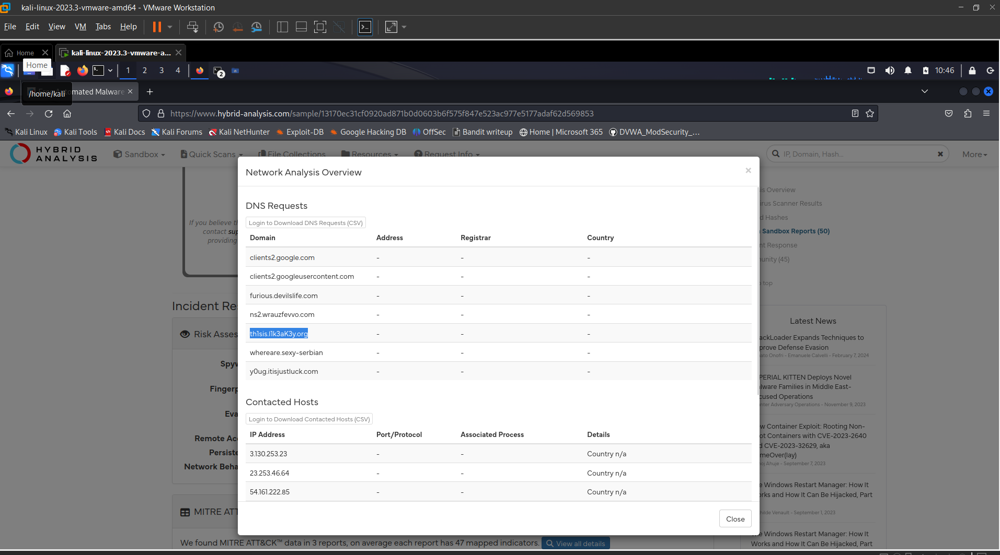 kali-linux-2023.3-vmware-amd64 - VMware Workstation
File Edit View VM Tabs Help
Home kali-linux-2023.3-vmware-a...
Home
1 2 3 4 2 10:46
/home/kali
omated Malware
https://www.hybrid-analysis.com/sample/13170ec31cf0920ad871b0d0603b6f575f847e523ac977e5177adaf62d569853
Kali Linux Kali Tools Kali Docs Kali Forums Kali NetHunter Exploit-DB Google Hacking DB OffSec Bandit writeup Home | Microsoft 365 DVWA_ModSecurity_...
HYBRID
ANALYSIS
Sandbox Quick Scans File Collections Resources Request Info IP, Domain, Hash... More
Network Analysis Overview
DNS Requests
Login to Download DNS Requests (CSV)
Domain Address Registrar Country
clients2.google.com - - -
clients2.googleusercontent.com - - -
furious.devilslife.com - - -
ns2.wrauzfevvo.com - - -
th1sis.l1k3aK3y.org - - -
whereare.sexy-serbian - - -
y0ug.itisjustluck.com - - -
Contacted Hosts
Login to Download Contacted Hosts (CSV)
IP Address Port/Protocol Associated Process Details
3.130.253.23 - - Country n/a
23.253.46.64 - - Country n/a
54.161.222.85 - - Country n/a
Close
If you believe th
contact sup
providing
Incident Re
Risk Asses
Spyw
Fingerp
Eva
Remote Ac
Persiste
Network Beha
MITRE ATT
We found MITRE ATT&CK™ data in 3 reports, on average each report has 47 mapped indicators. View all details
is Overview
irus Scanner Results
d Hashes
Sandbox Reports (50)
nt Response
unity (45)
top
Latest News
ackLoader Expands Techniques to
prove Defense Evasion
ato Onofri - Emanuele Calvelli - February 7, 2024
PERIAL KITTEN Deploys Novel
lware Families in Middle East-
cused Operations
nter Adversary Operations - November 9, 2023
w Container Exploit: Rooting Non-
ot Containers with CVE-2023-2640
d CVE-2023-32629, aka
meOver(lay)
oj Ahuje - September 7, 2023
e Windows Restart Manager: How It
rks and How It Can Be Hijacked, Part
hilde Venault - September 1, 2023
e Windows Restart Manager: How It
Works and How It Can Be Hijacked, Part